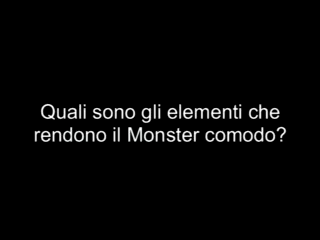 Quali sono gli elementi che
rendono il Monster comodo?